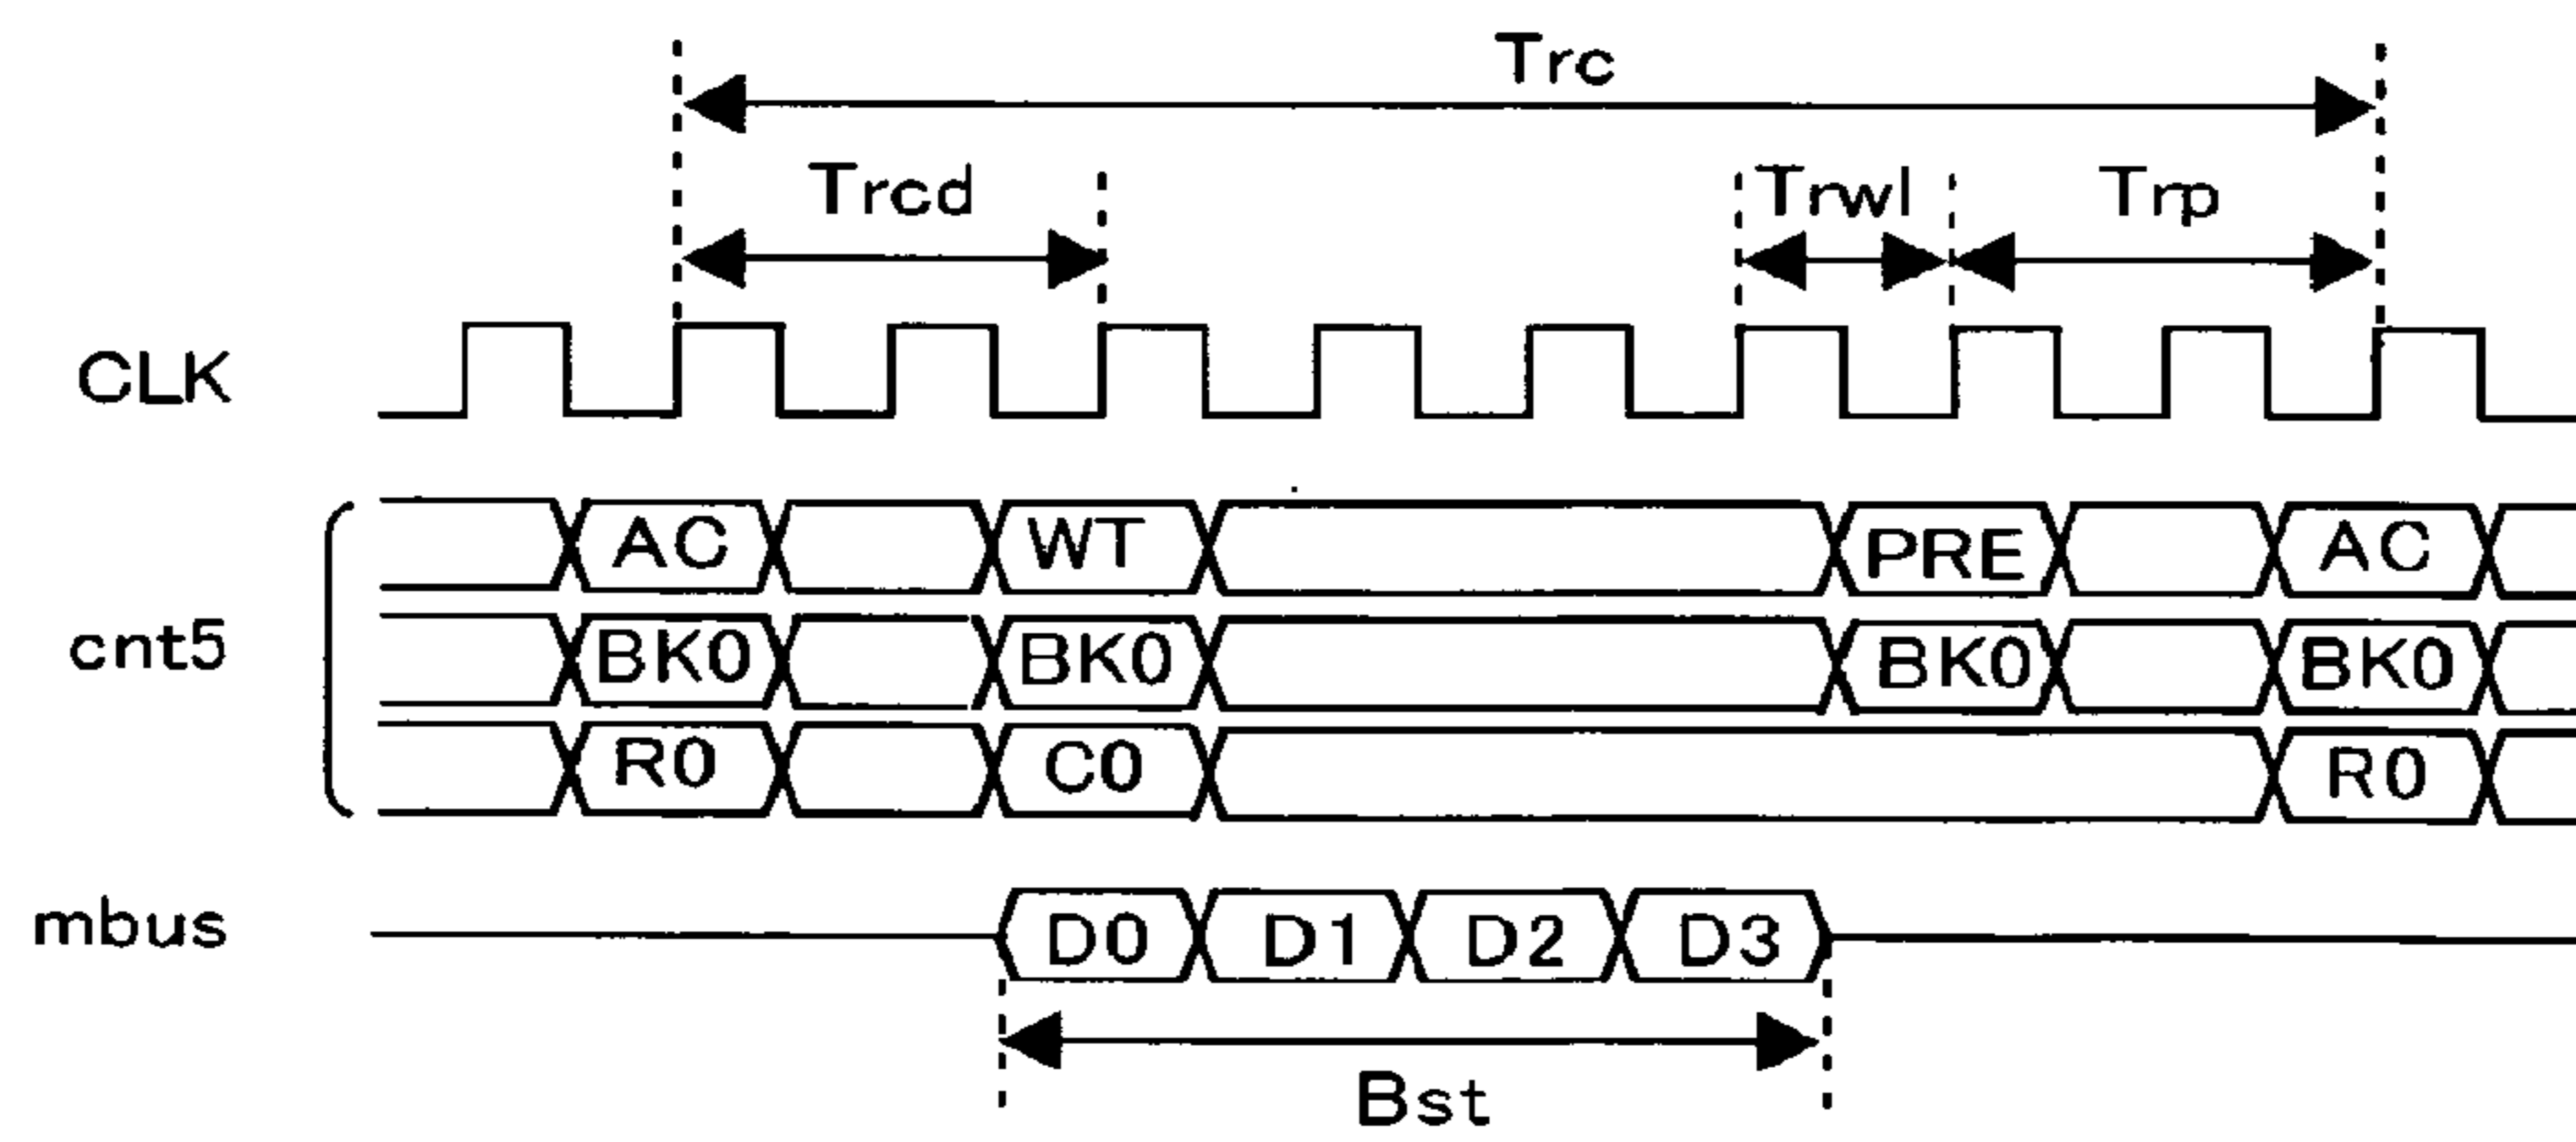 Trc
Trcd Trwl Trp
CLK
AC WT PRE AC
cnt5
BK0 BK0 BK0 BK0
R0 C0 R0
mbus
D0 D1 D2 D3
Bst